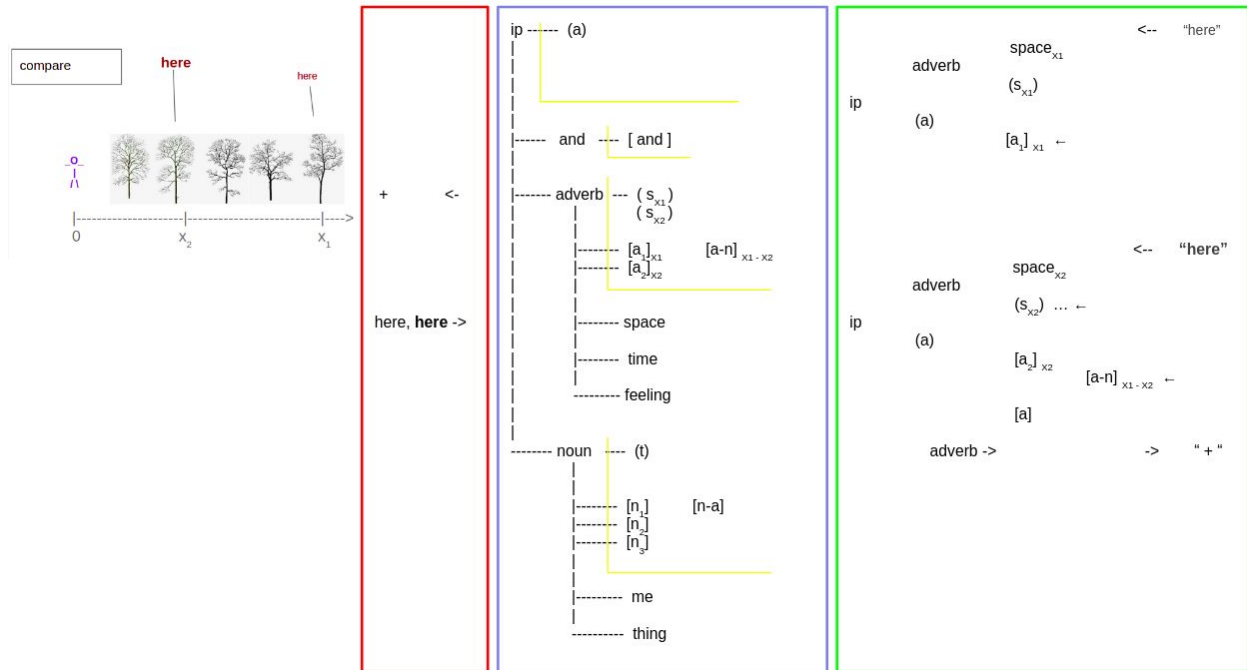 compare
here
here
0
x2
x1
+ <-
here, here ->
ip ------ (a)
------ and ---- [ and ]
------- adverb --- ( sX1)
( sX2)
-------- [a1]X1 [a-n] X1 - X2
-------- [a2]X2
-------- space
-------- time
--------- feeling
-------- noun ---- (t)
-------- [n1] [n-a]
-------- [n2]
-------- [n3]
--------- me
---------- thing
<-- “here”
spaceX1
adverb
(sX1)
ip
(a)
[a1] X1 ←
<-- “here”
spaceX2
adverb
(sX2) ... ←
ip
(a)
[a2] X2
[a-n] X1 - X2 ←
[a]
adverb -> -> “ + “